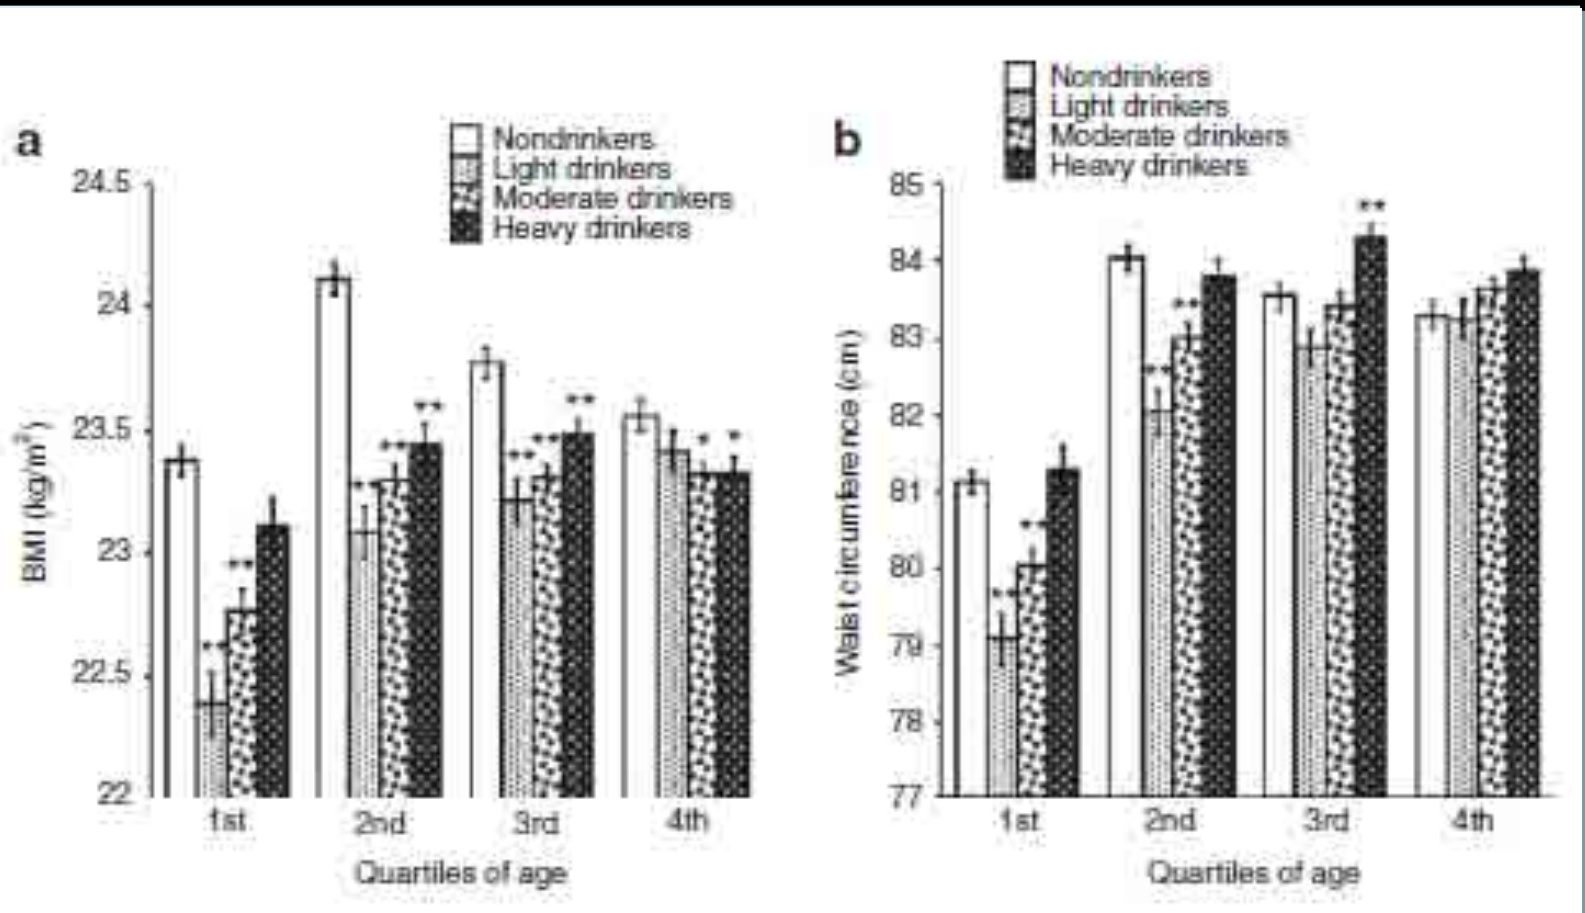 a
Nondrinkers
Light drinkers
Moderate drinkers
Heavy drinkers
24.5
24
23.5
23
22.5
22
BMI (kg/m²)
**
**
**
**
**
**
**
**
*
*
1st
2nd
3rd
4th
Quartiles of age
b
Nondrinkers
Light drinkers
Moderate drinkers
Heavy drinkers
85
84
83
82
81
80
79
78
77
Waist circumference (cm)
**
**
**
**
**
1st
2nd
3rd
4th
Quartiles of age